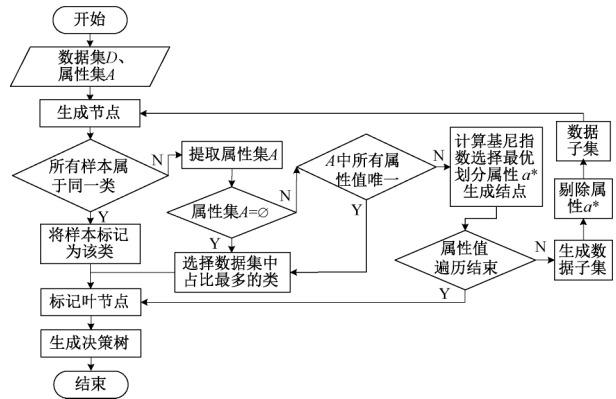 开始
数据集D、
属性集A
生成节点
所有样本属
于同一类
N
Y
将样本标记
为该类
提取属性集A
属性集A=∅
N
Y
选择数据集中
占比最多的类
A中所有属
性值唯一
N
Y
计算基尼指
数选择最优
划分属性a*
生成结点
属性值
遍历结束
N
Y
生成数
据子集
剔除属
性a*
数据
子集
标记叶节点
生成决策树
结束